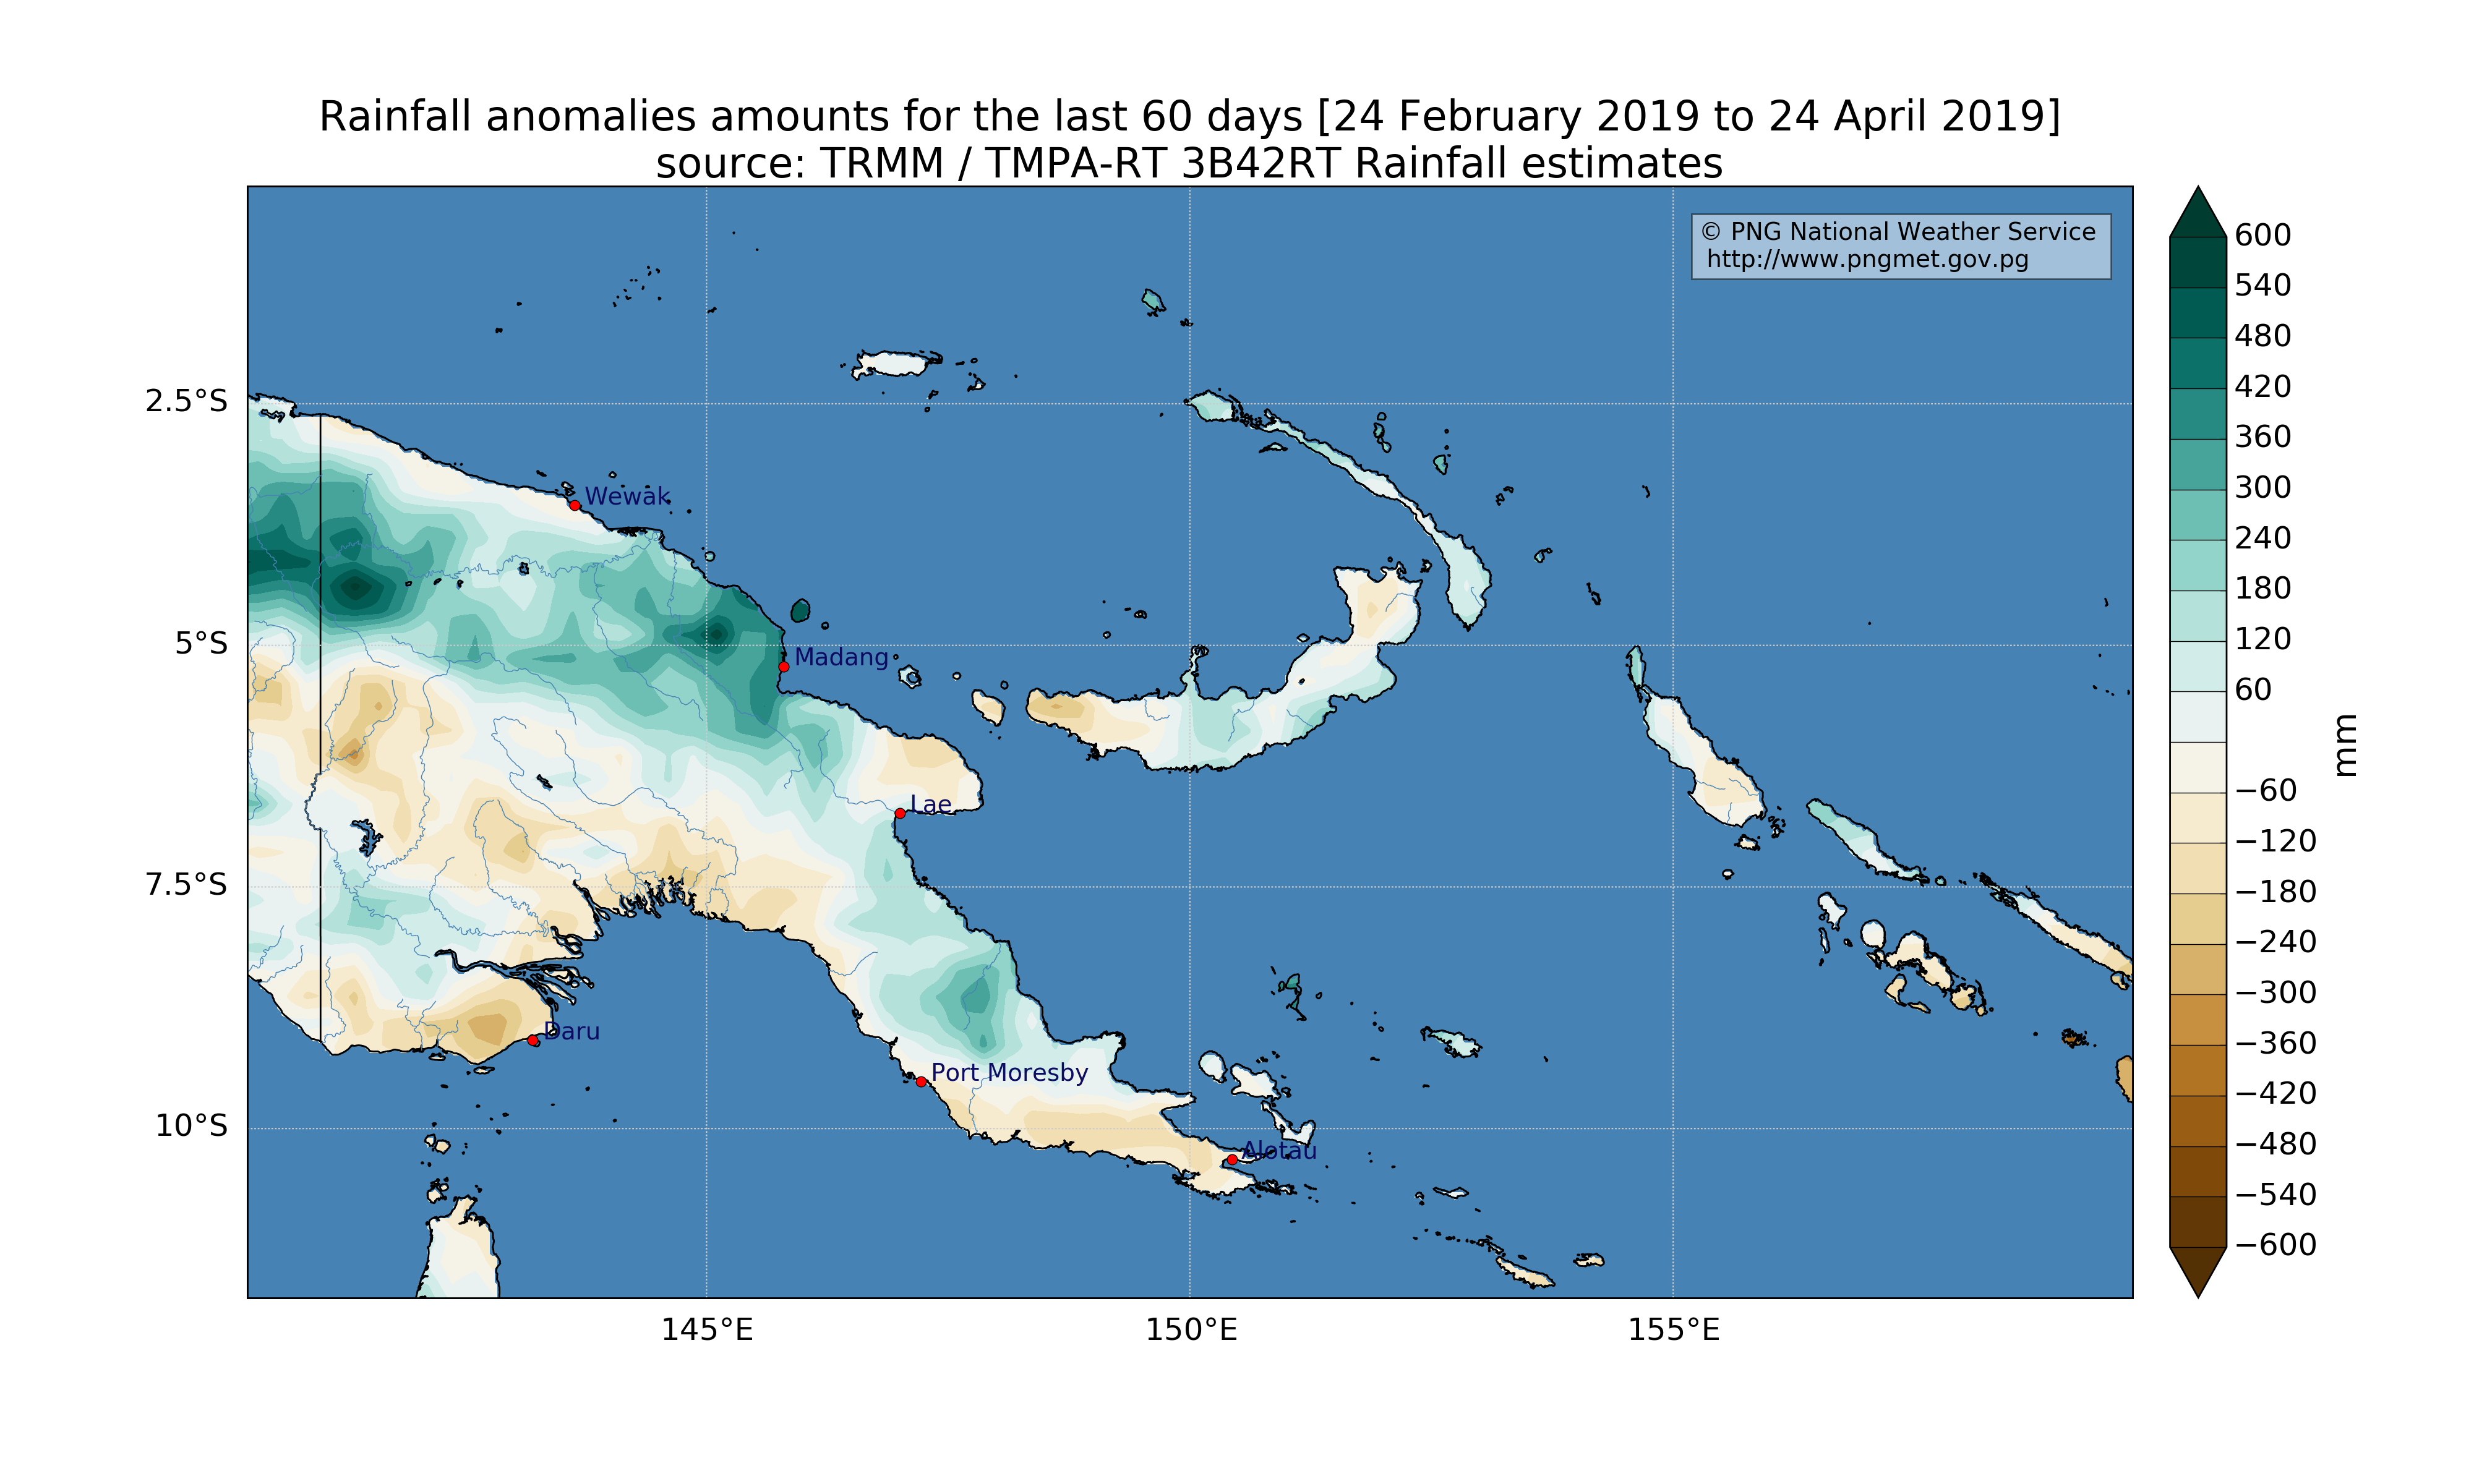 Rainfall anomalies amounts for the last 60 days [24 February 2019 to 24 April 2019]
source: TRMM / TMPA-RT 3B42RT Rainfall estimates
© PNG National Weather Service
http://www.pngmet.gov.pg
2.5°S
5°S
7.5°S
10°S
Wewak
Madang
Lae
Daru
Port Moresby
Alotau
145°E
150°E
155°E
600
540
480
420
360
300
240
180
120
60
−60
−120
−180
−240
−300
−360
−420
−480
−540
−600
mm